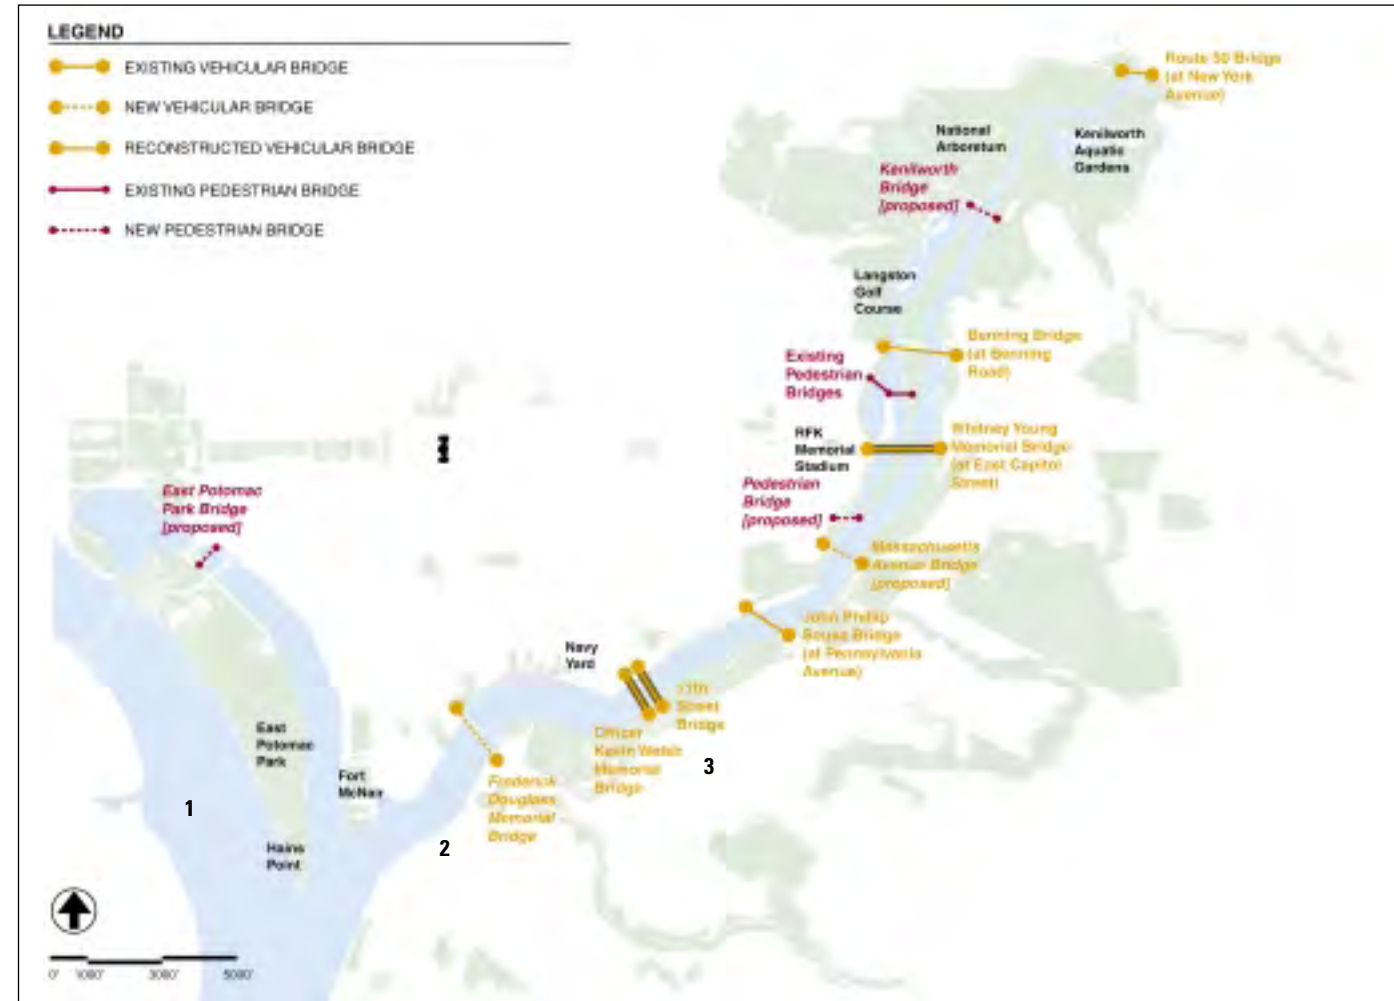 LEGEND
EXISTING VEHICULAR BRIDGE
NEW VEHICULAR BRIDGE
RECONSTRUCTED VEHICULAR BRIDGE
EXISTING PEDESTRIAN BRIDGE
NEW PEDESTRIAN BRIDGE
Route 50 Bridge
(at New York
Avenue)
National
Arboretum
Kenilworth
Aquatic
Gardens
Kenilworth
Bridge
[proposed]
Langston
Golf
Course
Benning Bridge
(at Benning
Road)
Existing
Pedestrian
Bridges
RFK
Memorial
Stadium
Whitney Young
Memorial Bridge
(at East Capitol
Street)
Pedestrian
Bridge
[proposed]
East Potomac
Park Bridge
[proposed]
Massachusetts
Avenue Bridge
[proposed]
John Phillip
Sousa Bridge
(at Pennsylvania
Avenue)
Navy
Yard
11th
Street
Bridge
Officer
Kevin Welsh
Memorial
Bridge
3
East
Potomac
Park
Fort
McNair
Frederick
Douglass
Memorial
Bridge
1
2
Hains
Point
0' 1000' 3000' 5000'